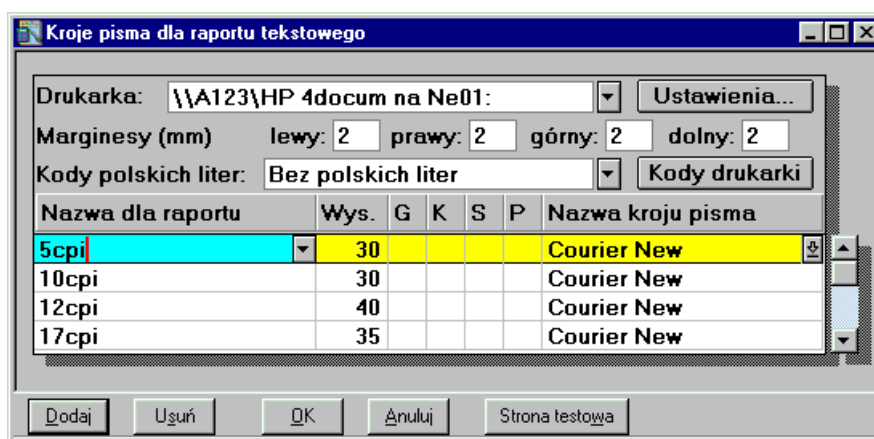 Kroje pisma dla raportu tekstowego
Drukarka: \\A123\HP 4docum na Ne01: Ustawienia...
Marginesy (mm) lewy: 2 prawy: 2 górny: 2 dolny: 2
Kody polskich liter: Bez polskich liter Kody drukarki
Nazwa dla raportu Wys. G K S P Nazwa kroju pisma
5cpi 30 Courier New
10cpi 30 Courier New
12cpi 40 Courier New
17cpi 35 Courier New
Dodaj Usuń OK Anuluj Strona testowa